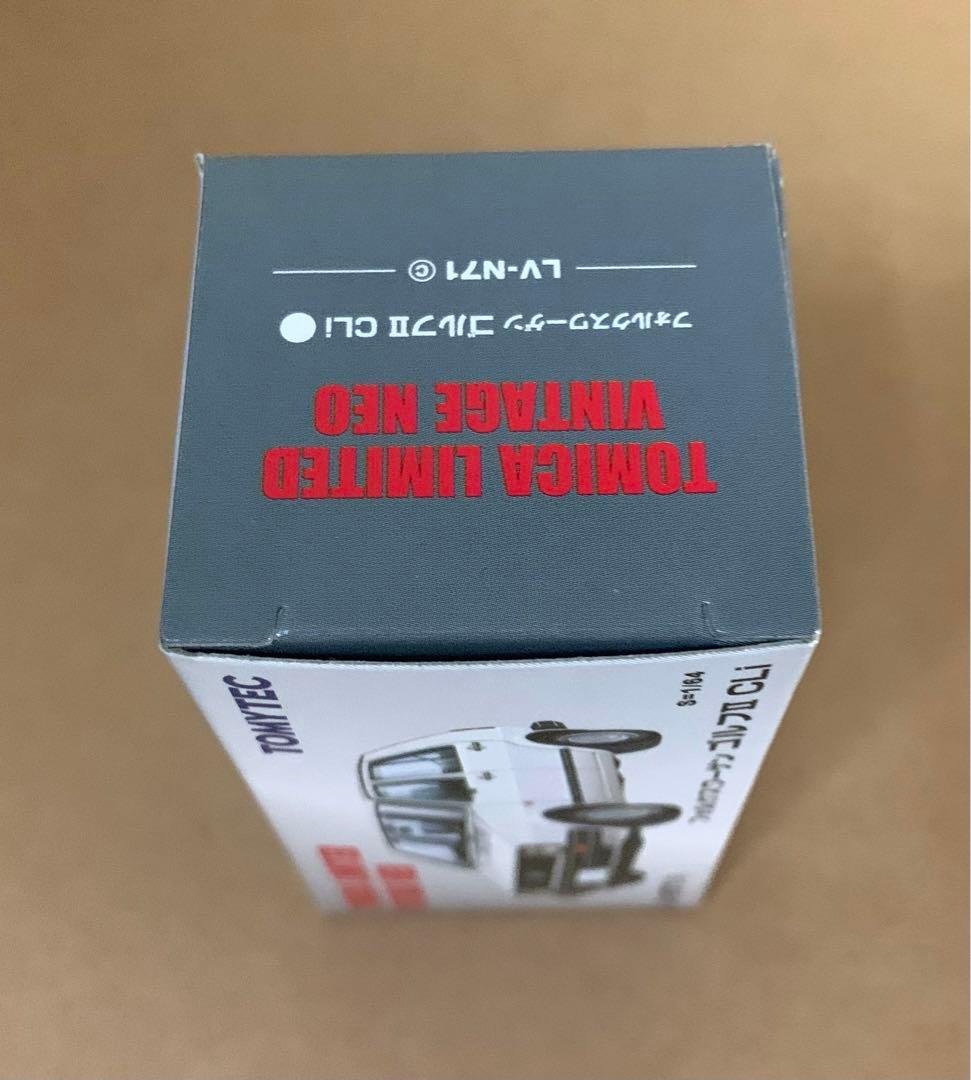 TOMICA LIMITED
VINTAGE NEO
フォルクスワーゲン ゴルフⅡ CLi
LV-N71 ⓒ
TOMYTEC
S=1/64
フォルクスワーゲン ゴルフⅡ CLi